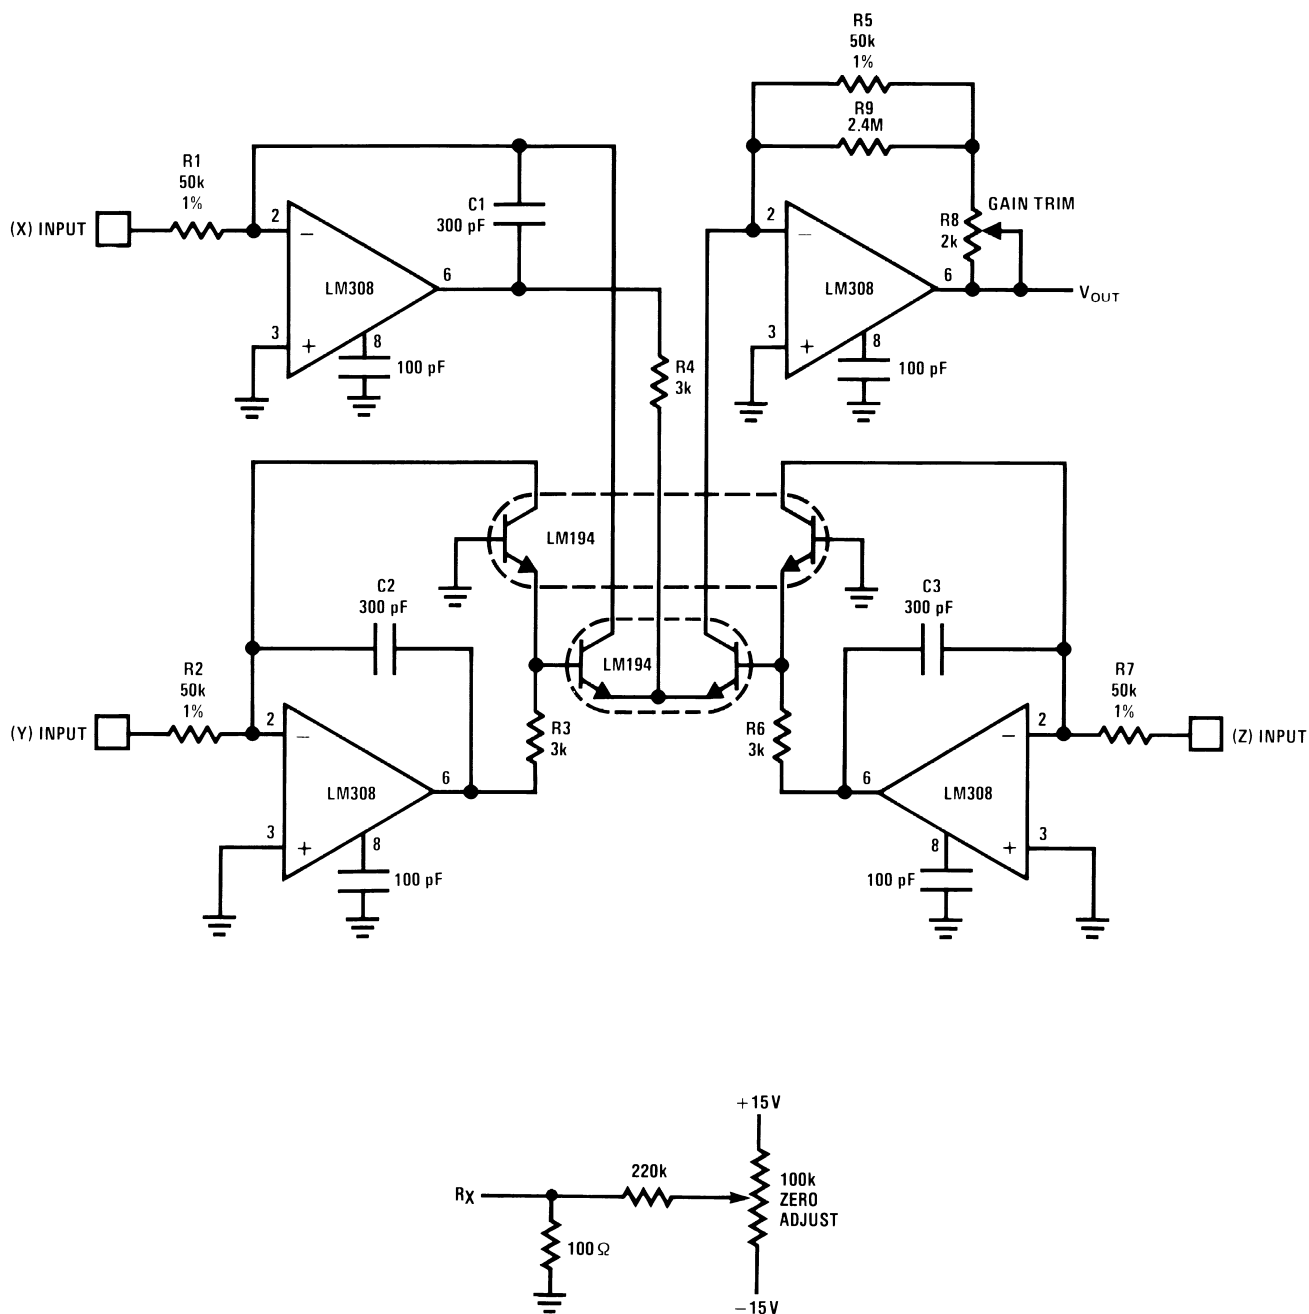 R5
50k
1%
R9
2.4M
R1
50k
1%
(X) INPUT
2
−
C1
300 pF
LM308
6
3
+
8
100 pF
R4
3k
2
−
GAIN TRIM
R8
2k
LM308
6
VOUT
3
+
8
100 pF
LM194
C2
300 pF
C3
300 pF
LM194
R2
50k
1%
(Y) INPUT
2
−
R3
3k
R6
3k
R7
50k
1%
2
−
(Z) INPUT
LM308
6
6
LM308
3
+
8
100 pF
8
+
3
100 pF
+15V
220k
RX
100k
ZERO
ADJUST
100Ω
−15V